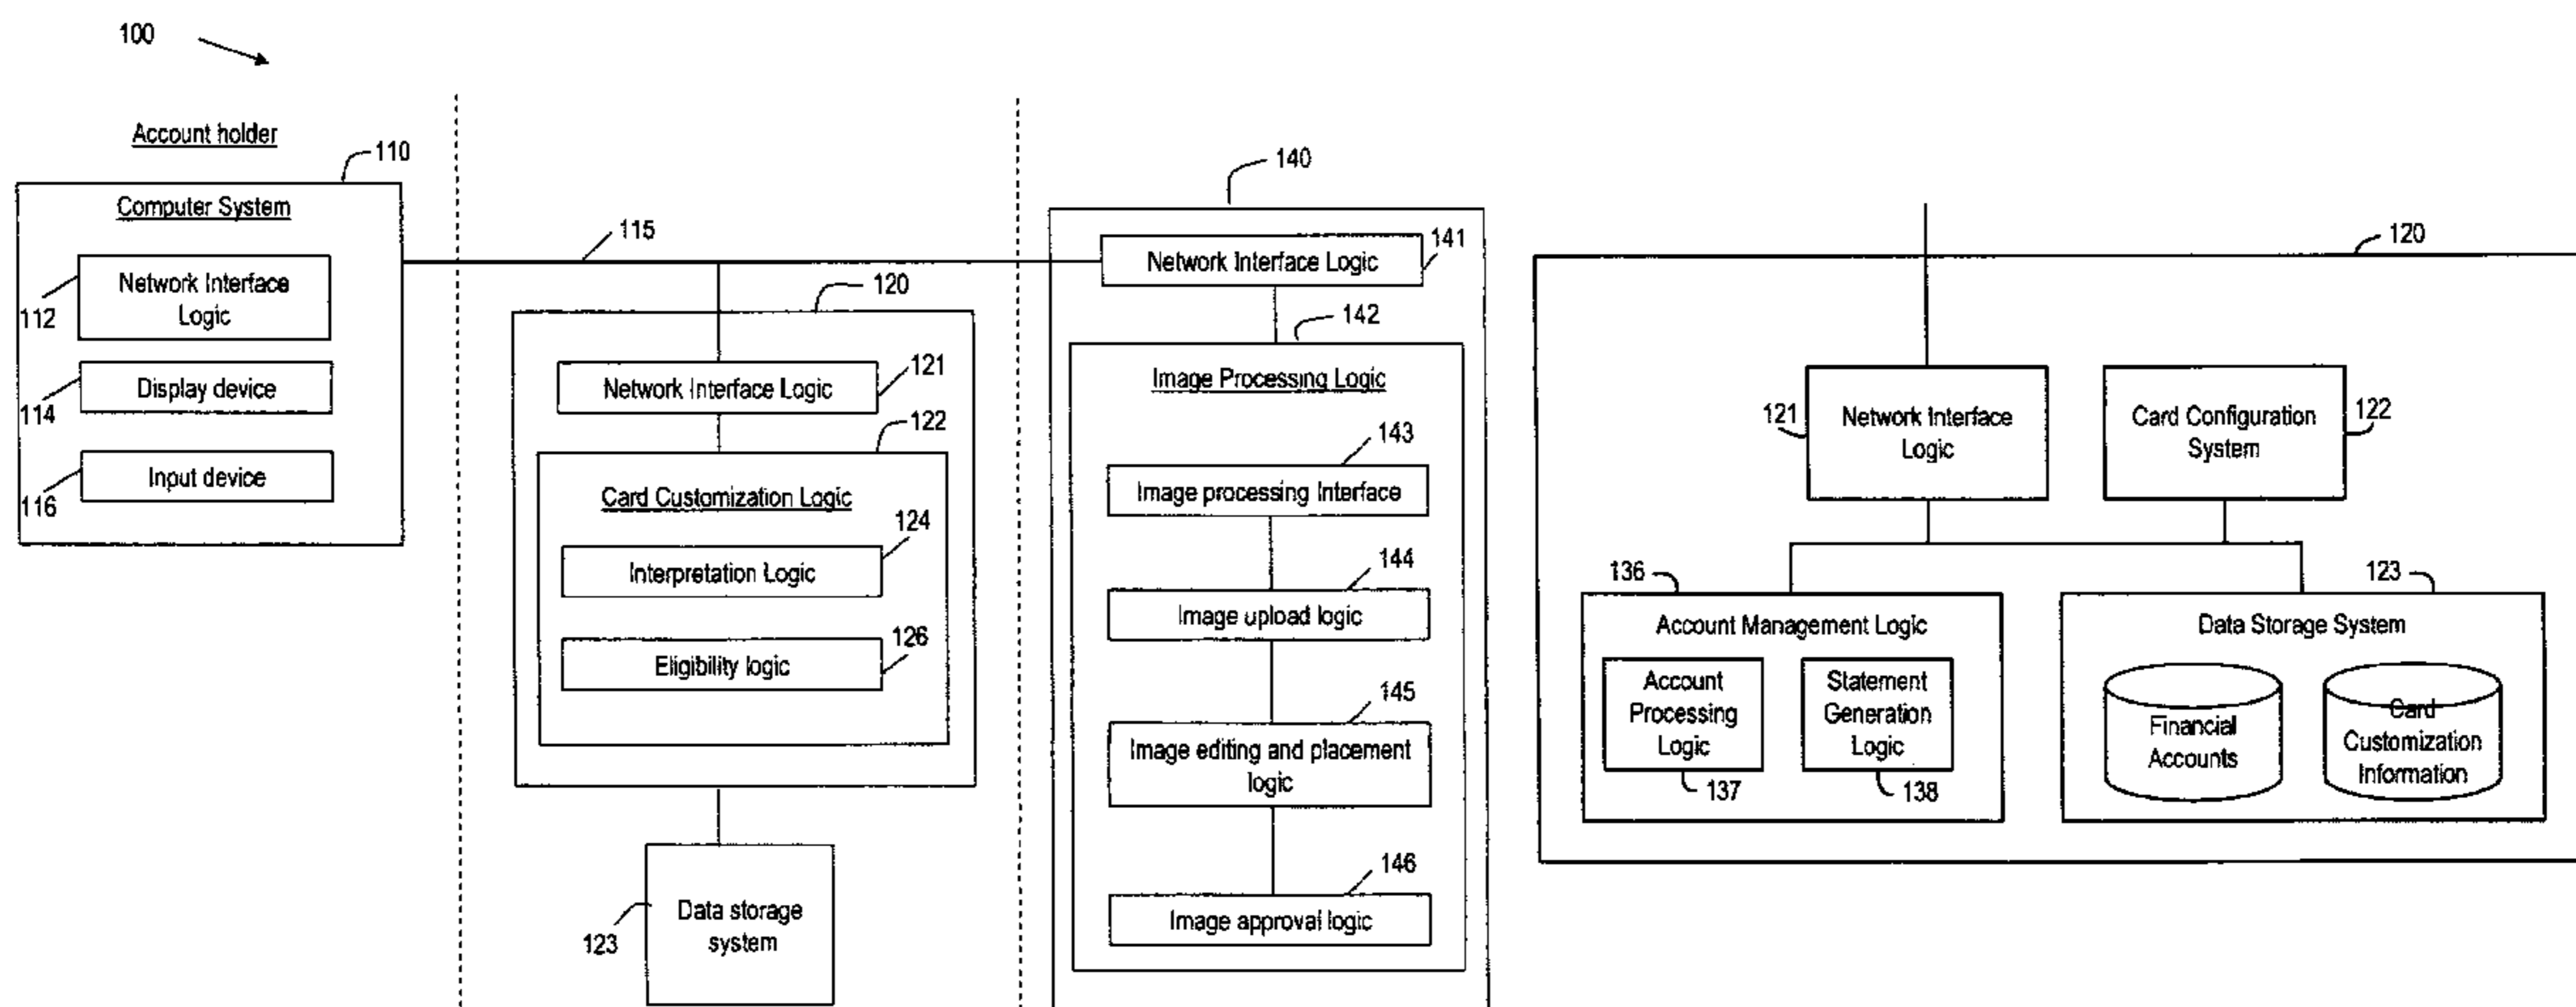 100
Account holder
110
Computer System
Network Interface
Logic
112
Display device
114
Input device
116
115
120
Network Interface Logic
121
122
Card Customization Logic
124
Interpretation Logic
126
Eligibility logic
Data storage
system
123
140
141
Network Interface Logic
142
Image Processing Logic
143
Image processing Interface
144
Image upload logic
145
Image editing and placement
logic
146
Image approval logic
120
121
Network Interface
Logic
Card Configuration
System
122
136
Account Management Logic
Account
Processing
Logic
137
Statement
Generation
Logic
138
123
Data Storage System
Financial
Accounts
Card
Customization
Information